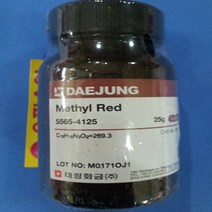 DAEJUNG
Methyl Red
5565-4125
25g
C₁₅H₁₅N₃O₂=269.3
LOT NO: M0171OJ1
대정화금(주)